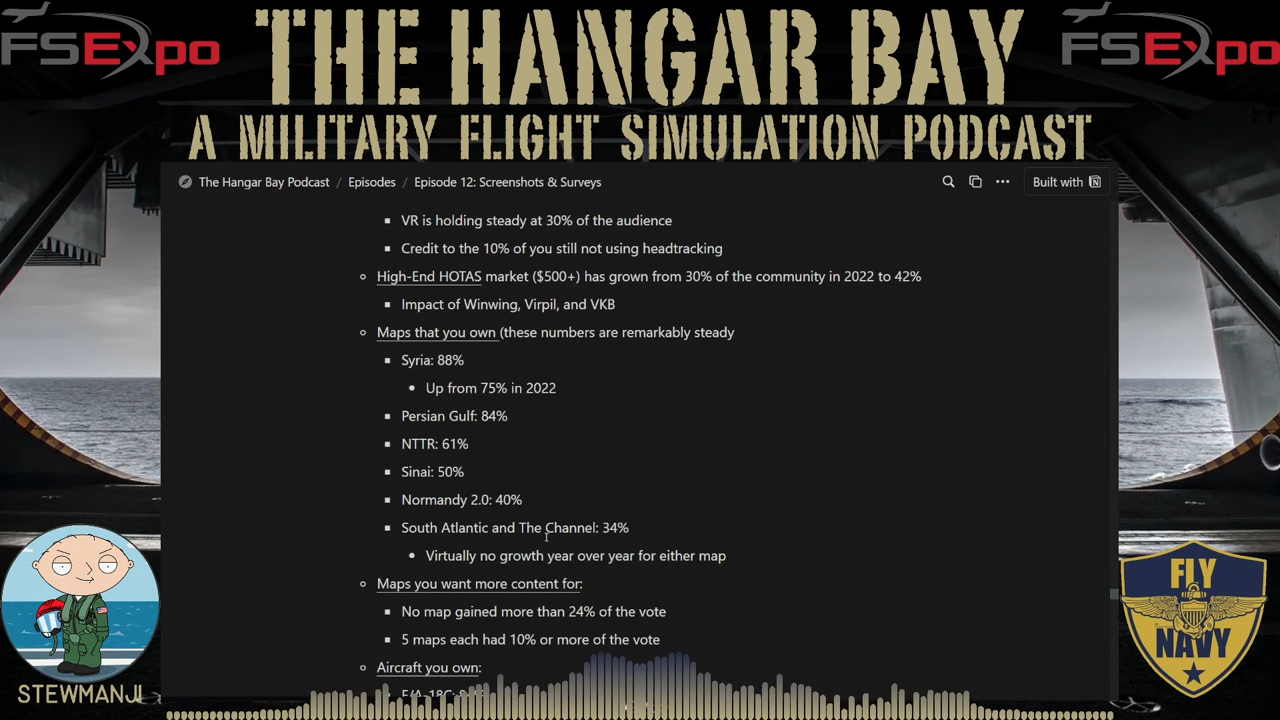 FSExpo
THE HANGAR BAY
FSExpo
A MILITARY FLIGHT SIMULATION PODCAST
The Hangar Bay Podcast / Episodes / Episode 12: Screenshots & Surveys
Built with
VR is holding steady at 30% of the audience
Credit to the 10% of you still not using headtracking
High-End HOTAS market ($500+) has grown from 30% of the community in 2022 to 42%
Impact of Winwing, Virpil, and VKB
Maps that you own (these numbers are remarkably steady
Syria: 88%
Up from 75% in 2022
Persian Gulf: 84%
NTTR: 61%
Sinai: 50%
Normandy 2.0: 40%
South Atlantic and The Channel: 34%
Virtually no growth year over year for either map
Maps you want more content for:
No map gained more than 24% of the vote
5 maps each had 10% or more of the vote
Aircraft you own:
F/A-18C:
STEWMANJI
FLY
NAVY